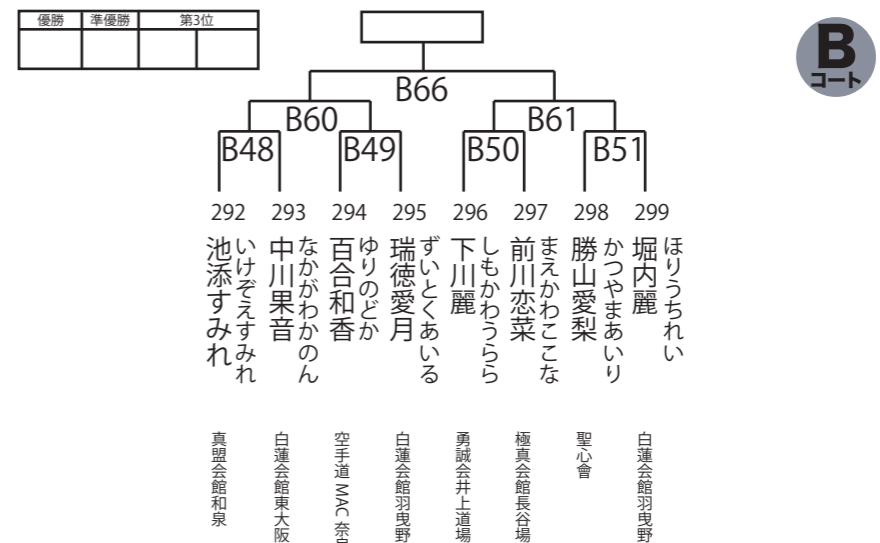 優勝 準優勝 第3位
B
コート
B66
B60 B61
B48 B49 B50 B51
292 293 294 295 296 297 298 299
いけぞえすみれ
池添すみれ
なかがわかのん
中川果音
ゆりのどか
百合和香
ずいとくあいる
瑞徳愛月
しもかわうらら
下川麗
まえかわここな
前川恋菜
かつやまあいり
勝山愛梨
ほりうちれい
堀内麗
真盟会館和泉
白蓮会館東大阪
空手道 MAC 奈
白蓮会館羽曳野
勇誠会井上道場
極真会館長谷場
聖心會
白蓮会館羽曳野